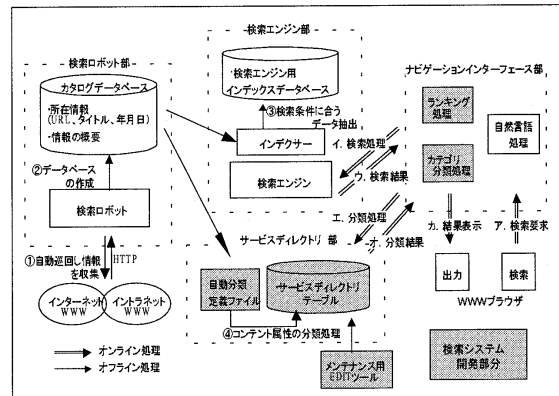 検索ロボット部
カタログデータベース
・所在情報
(URL、タイトル、年月日)
・情報の概要
②データベース
の作成
検索ロボット
①自動巡回し情報
を収集
HTTP
インターネット
WWW
イントラネット
WWW
オンライン処理
オフライン処理
検索エンジン部
・検索エンジン用
インデックスデータベース
③検索条件に合う
データ抽出
インデクサー
検索エンジン
イ. 検索処理
ウ. 検索結果
エ. 分類処理
オ. 分類結果
サービスディレクトリ部
自動分類
定義ファイル
サービスディレクトリ
テーブル
④コンテント属性の分類処理
メンテナンス用
EDITツール
ナビゲーションインターフェース部
ランキング
処理
自然言語
処理
カテゴリ
分類処理
カ. 結果表示
ア. 検索要求
出力
検索
WWWブラウザ
検索システム
開発部分